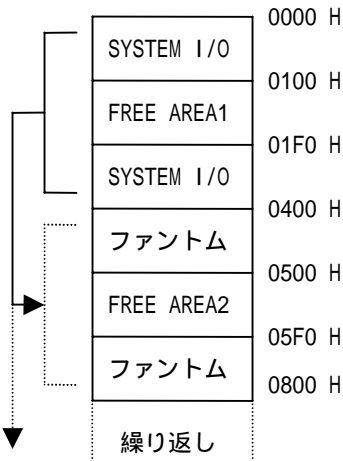 0000 H
SYSTEM I/O
0100 H
FREE AREA1
01F0 H
SYSTEM I/O
0400 H
ファントム
0500 H
FREE AREA2
05F0 H
ファントム
0800 H
繰り返し